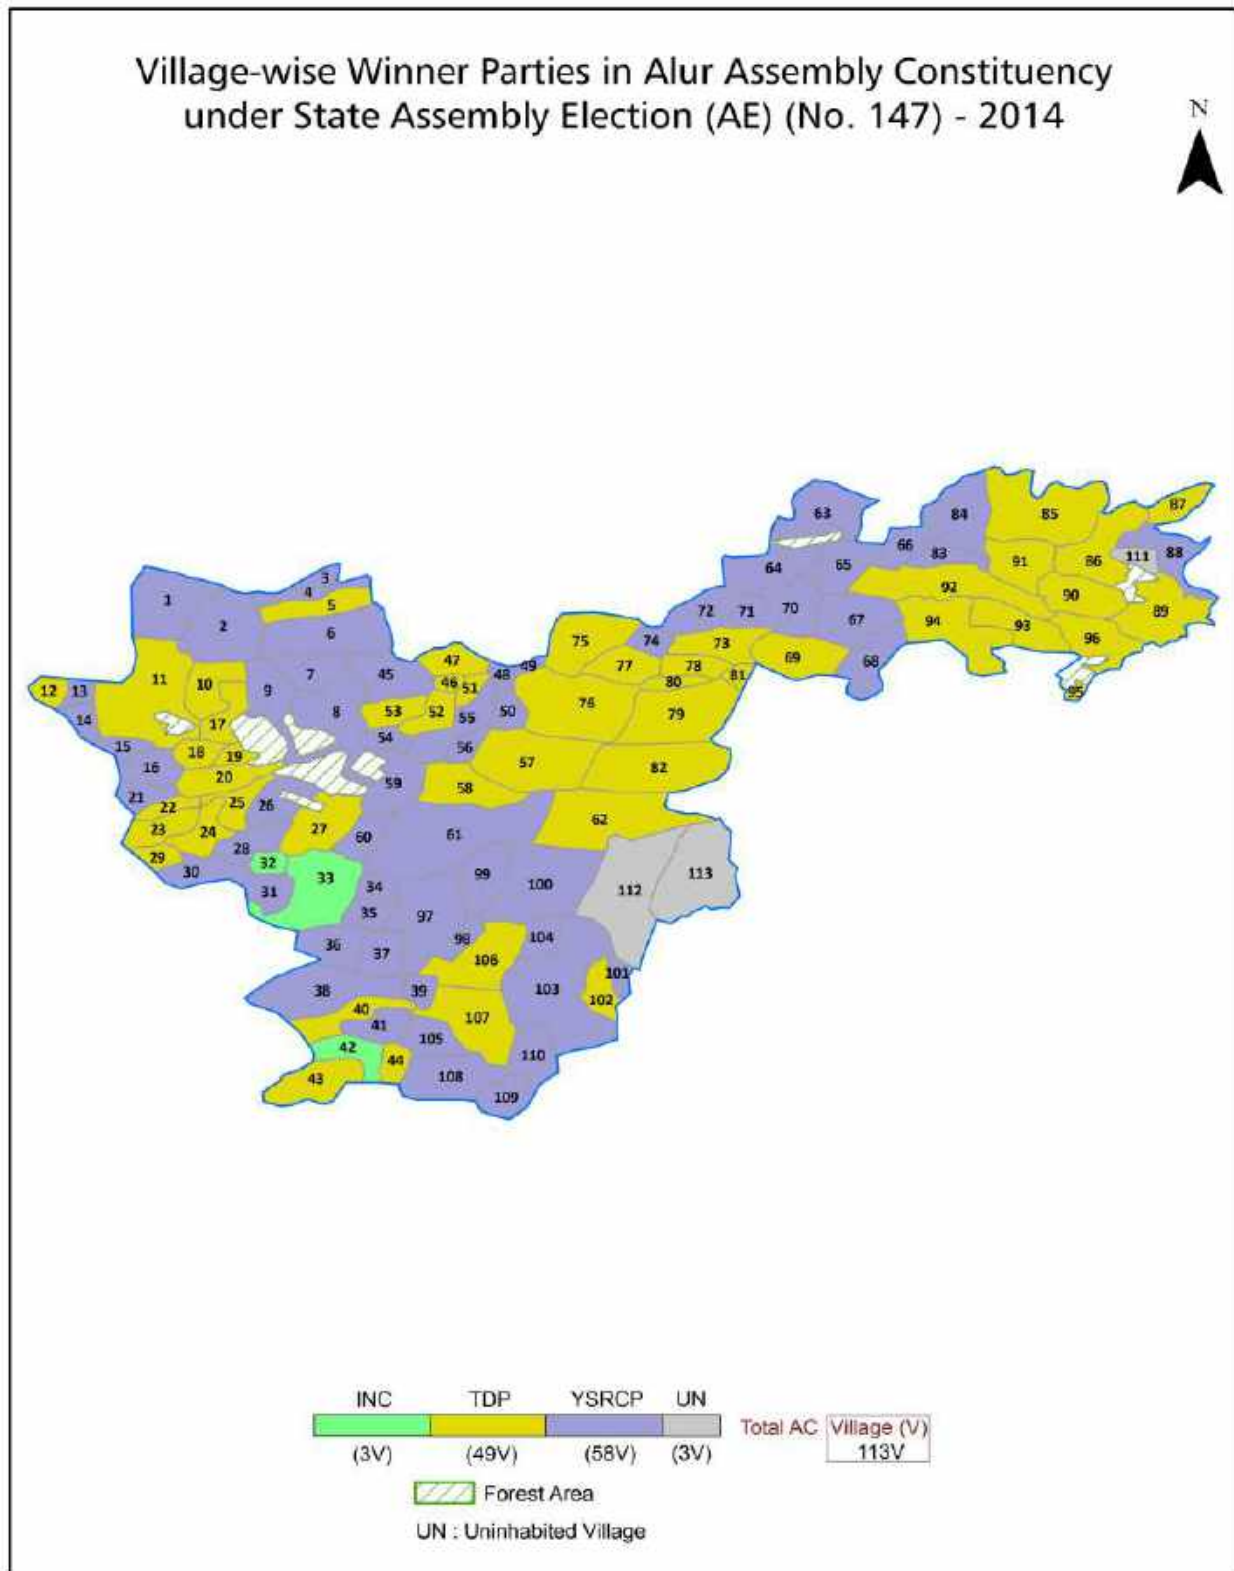 Village-wise Winner Parties in Alur Assembly Constituency
under State Assembly Election (AE) (No. 147) - 2014
N
63 84 85 87
66 83 111 88
64 65 91 86
3
4
5
1
2
6
92 90
72 71 70 67 94 93 89
75 74 73 69 68 96
47 49 77 78 81 95
7 45 46 51 48 80
12 13 11 10 9
14 17 8 53 52 55 50 76 79
15 18 19 54 56
16 20 59 57 82
21 22 25 26 58
23 24 27 60 61 62
29 28 32
30 31 33 34 99 100 112 113
35 97
36 37 98 104
106 101
38 39 103 102
40 107
41 105
42 44 110
43 108
109
INC TDP YSRCP UN
Total AC Village (V)
(3V) (49V) (58V) (3V) 113V
Forest Area
UN : Uninhabited Village